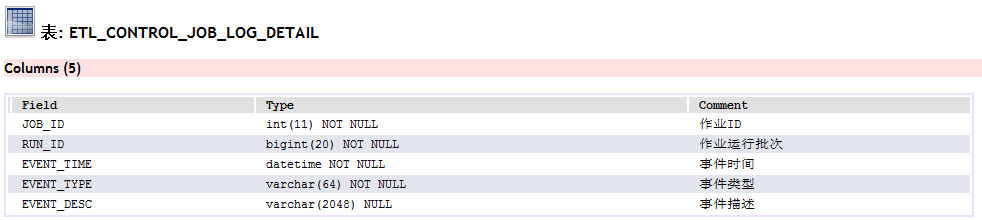 表: ETL_CONTROL_JOB_LOG_DETAIL
Columns (5)
Field Type Comment
JOB_ID int(11) NOT NULL 作业ID
RUN_ID bigint(20) NOT NULL 作业运行批次
EVENT_TIME datetime NOT NULL 事件时间
EVENT_TYPE varchar(64) NOT NULL 事件类型
EVENT_DESC varchar(2048) NULL 事件描述